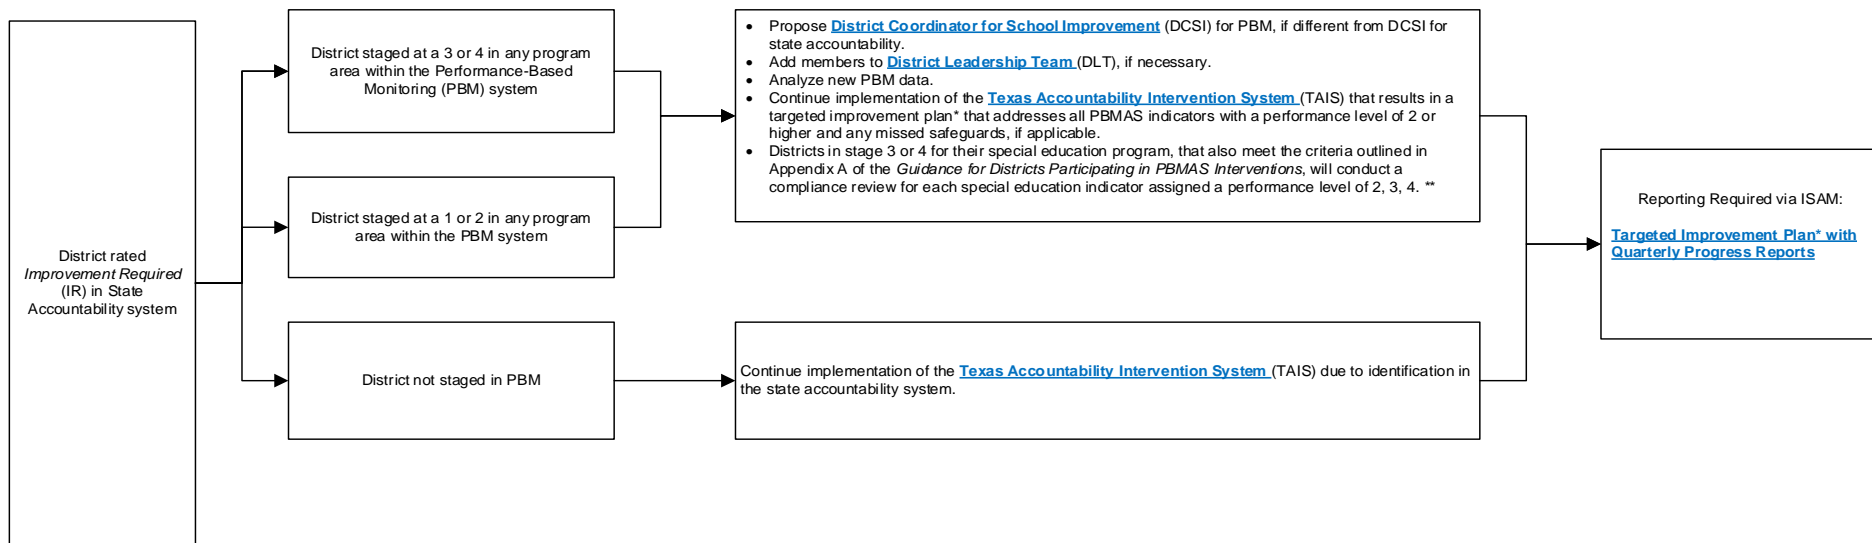 District rated
Improvement Required
(IR) in State
Accountability system
District staged at a 3 or 4 in any program
area within the Performance-Based
Monitoring (PBM) system
District staged at a 1 or 2 in any program
area within the PBM system
District not staged in PBM
• Propose District Coordinator for School Improvement (DCSI) for PBM, if different from DCSI for
state accountability.
• Add members to District Leadership Team (DLT), if necessary.
• Analyze new PBM data.
• Continue implementation of the Texas Accountability Intervention System (TAIS) that results in a
targeted improvement plan* that addresses all PBMAS indicators with a performance level of 2 or
higher and any missed safeguards, if applicable.
• Districts in stage 3 or 4 for their special education program, that also meet the criteria outlined in
Appendix A of the Guidance for Districts Participating in PBMAS Interventions, will conduct a
compliance review for each special education indicator assigned a performance level of 2, 3, 4. **
Continue implementation of the Texas Accountability Intervention System (TAIS) due to identification in
the state accountability system.
Reporting Required via ISAM:
Targeted Improvement Plan* with
Quarterly Progress Reports